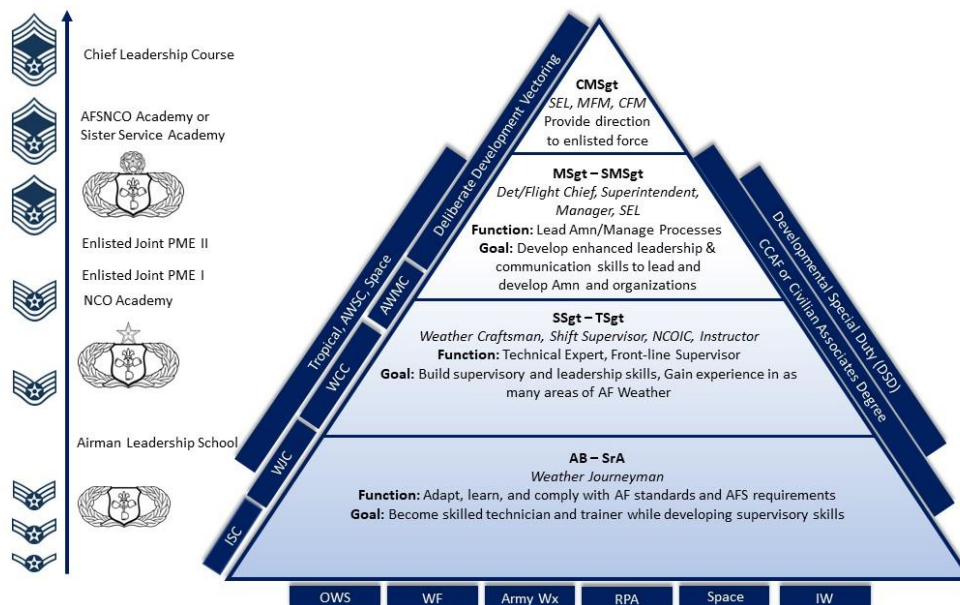 Chief Leadership Course
AFSNCO Academy or
Sister Service Academy
Enlisted Joint PME II
Enlisted Joint PME I
NCO Academy
Airman Leadership School
Deliberate Development Vectoring
Tropical, AWSC, Space
AWMC
WCC
WJC
ISC
CMSgt
SEL, MFM, CFM
Provide direction
to enlisted force
MSgt – SMSgt
Det/Flight Chief, Superintendent,
Manager, SEL
Function: Lead Amn/Manage Processes
Goal: Develop enhanced leadership &
communication skills to lead and
develop Amn and organizations
SSgt – TSgt
Weather Craftsman, Shift Supervisor, NCOIC, Instructor
Function: Technical Expert, Front-line Supervisor
Goal: Build supervisory and leadership skills, Gain experience in as
many areas of AF Weather
AB – SrA
Weather Journeyman
Function: Adapt, learn, and comply with AF standards and AFS requirements
Goal: Become skilled technician and trainer while developing supervisory skills
Developmental Special Duty (DSD)
CCAF or Civilian Associates Degree
OWS
WF
Army Wx
RPA
Space
IW